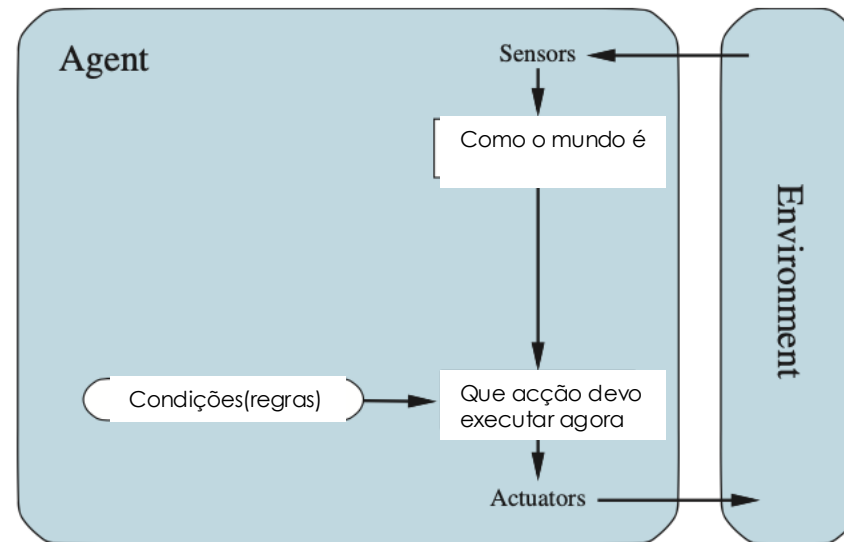 Agent
Sensors
Como o mundo é
Environment
Condições(regras)
Que acção devo
executar agora
Actuators